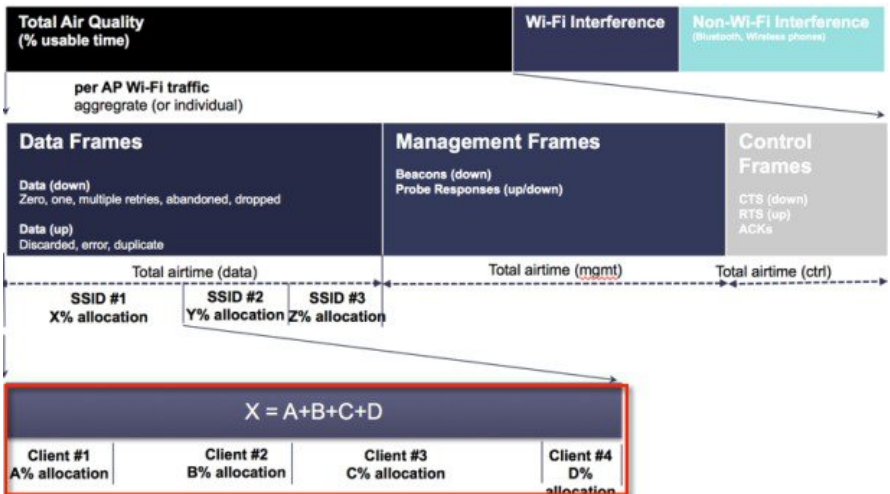 Total Air Quality
(% usable time)
Wi-Fi Interference
Non-Wi-Fi Interference
(Bluetooth, Wireless phones)
per AP Wi-Fi traffic
aggregrate (or individual)
Data Frames
Data (down)
Zero, one, multiple retries, abandoned, dropped
Data (up)
Discarded, error, duplicate
Management Frames
Beacons (down)
Probe Responses (up/down)
Control
Frames
CTS (down)
RTS (up)
ACKs
Total airtime (data)
Total airtime (mgmt)
Total airtime (ctrl)
SSID #1
X% allocation
SSID #2
Y% allocation
SSID #3
Z% allocation
X = A+B+C+D
Client #1
A% allocation
Client #2
B% allocation
Client #3
C% allocation
Client #4
D%
allocation